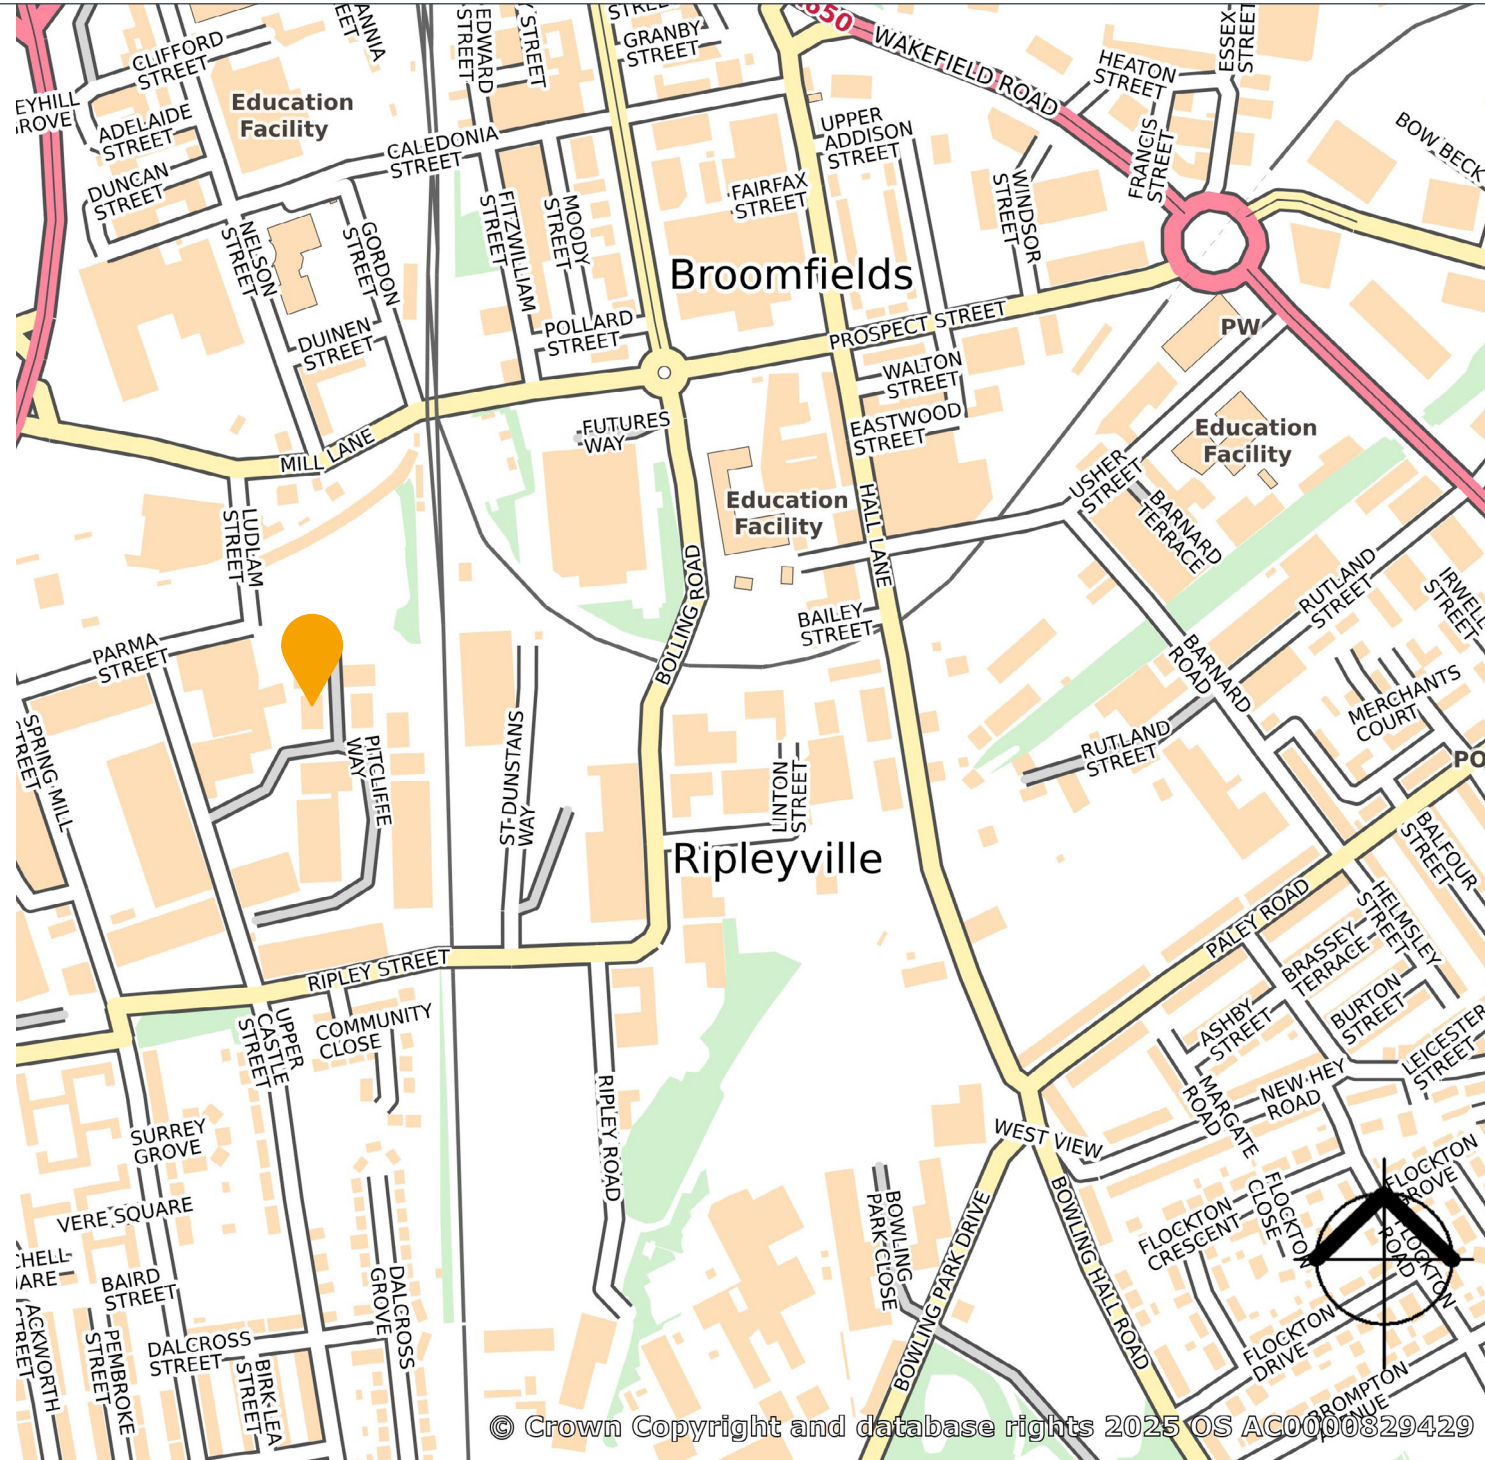 CLIFFORD
STREET
Education
Facility
ADELAIDE
STREET
DUNCAN
STREET
CALEDONIA
STREET
EDWARD
STREET
STREET
GRANBY
STREET
WAKEFIELD ROAD
HEATON
STREET
ESSEX
STREET
BOW BECK
FRANCIS
STREET
UPPER
ADDISON
STREET
FAIRFAX
STREET
WINDSOR
STREET
NELSON
STREET
GORDON
STREET
FITZWILLIAM
STREET
MOODY
STREET
Broomfields
DUINEN
STREET
POLLARD
STREET
PROSPECT STREET
PW
WALTON
STREET
EASTWOOD
STREET
FUTURES
WAY
MILL LANE
Education
Facility
Education
Facility
USHER
STREET
BARNARD
TERRACE
LUDLAM
STREET
HALL LANE
BOLLING ROAD
RUTLAND
STREET
IRWELL
STREET
BAILEY
STREET
PARMA
STREET
BARNARD
ROAD
MERCHANTS
COURT
SPRING MILL
STREET
PITCLIFFE
WAY
ST DUNSTANS
WAY
LINTON
STREET
RUTLAND
STREET
PO
BALFOUR
STREET
Ripleyville
HELMSLEY
STREET
PALEY ROAD
BRASSEY
TERRACE
RIPLEY STREET
COMMUNITY
CLOSE
UPPER
CASTLE
STREET
BURTON
STREET
ASHBY
STREET
LEICESTER
STREET
NEW HEY
ROAD
MARGATE
ROAD
RIPLEY ROAD
WEST VIEW
SURREY
GROVE
VERE SQUARE
FLOCKTON
GROVE
FLOCKTON
CLOSE
FLOCKTON
CRESCENT
FLOCKTON
ROAD
BOWLING
PARK CLOSE
BOWLING PARK DRIVE
BOWLING HALL ROAD
BAIRD
STREET
DALCROSS
GROVE
DALCROSS
STREET
ACKWORTH
STREET
PEMBROKE
STREET
BIRK LEA
STREET
FLOCKTON
DRIVE
© Crown Copyright and database rights 2025 OS AC0000829429